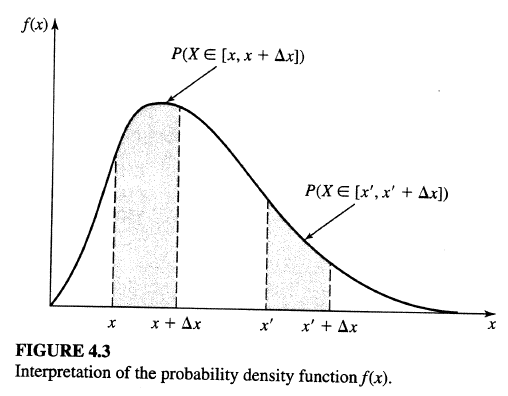 f(x)
P(X ∈ [x, x + Δx])
P(X ∈ [x', x' + Δx])
x x + Δx x' x' + Δx x
FIGURE 4.3
Interpretation of the probability density function f(x).